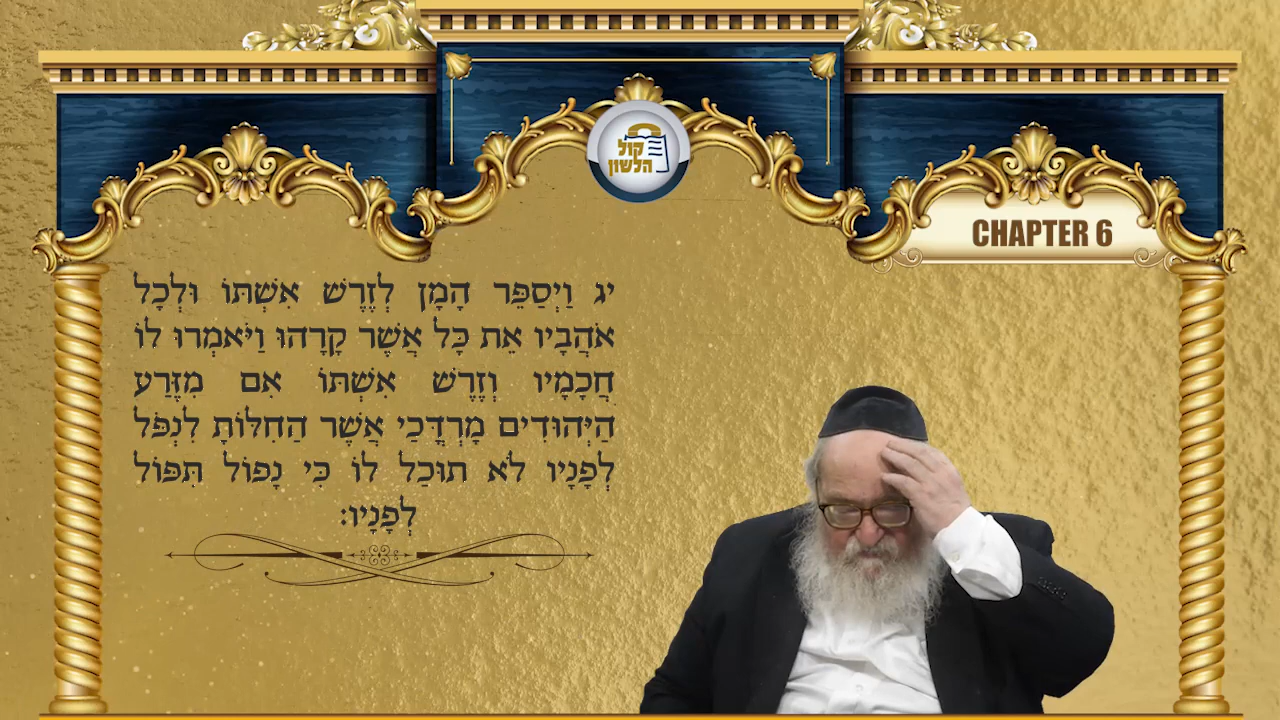 קול
הלשון
CHAPTER 6
יג וַיְסַפֵּר הָמָן לְזֶרֶשׁ אִשְׁתּוֹ וּלְכָל
אֹהֲבָיו אֵת כָּל אֲשֶׁר קָרָהוּ וַיֹּאמְרוּ לוֹ
חֲכָמָיו וְזֶרֶשׁ אִשְׁתּוֹ אִם מִזֶּרַע
הַיְּהוּדִים מָרְדֳּכַי אֲשֶׁר הַחִלּוֹתָ לִנְפֹּל
לְפָנָיו לֹא תוּכַל לוֹ כִּי נָפוֹל תִּפּוֹל
לְפָנָיו: